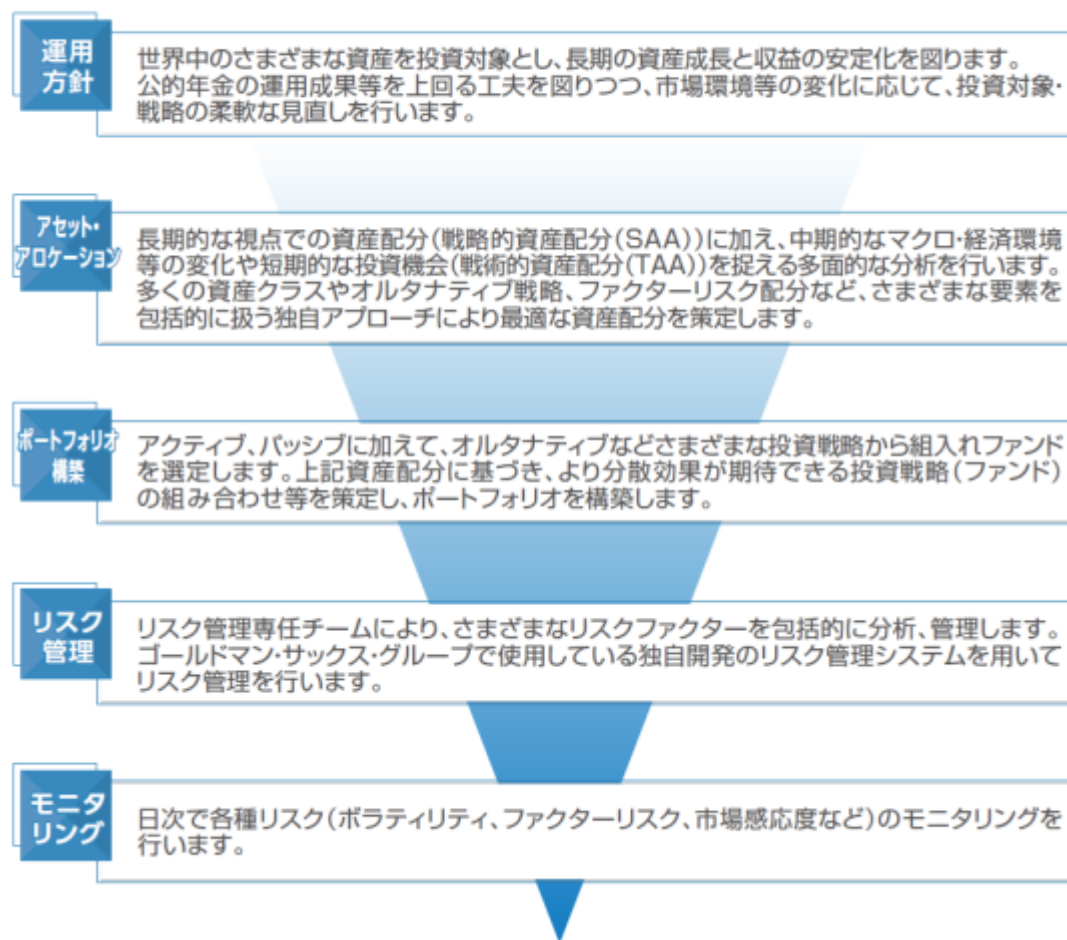 運用
方針
世界中のさまざまな資産を投資対象とし、長期の資産成長と収益の安定化を図ります。
公的年金の運用成果等を上回る工夫を図りつつ、市場環境等の変化に応じて、投資対象・
戦略の柔軟な見直しを行います。
アセット・
アロケーション
長期的な視点での資産配分(戦略的資産配分(SAA))に加え、中期的なマクロ・経済環境
等の変化や短期的な投資機会(戦術的資産配分(TAA))を捉える多面的な分析を行います。
多くの資産クラスやオルタナティブ戦略、ファクターリスク配分など、さまざまな要素を
包括的に扱う独自アプローチにより最適な資産配分を策定します。
ポートフォリオ
構築
アクティブ、パッシブに加えて、オルタナティブなどさまざまな投資戦略から組入れファンド
を選定します。上記資産配分に基づき、より分散効果が期待できる投資戦略(ファンド)
の組み合わせ等を策定し、ポートフォリオを構築します。
リスク
管理
リスク管理専任チームにより、さまざまなリスクファクターを包括的に分析、管理します。
ゴールドマン・サックス・グループで使用している独自開発のリスク管理システムを用いて
リスク管理を行います。
モニタ
リング
日次で各種リスク(ボラティリティ、ファクターリスク、市場感応度など)のモニタリングを
行います。